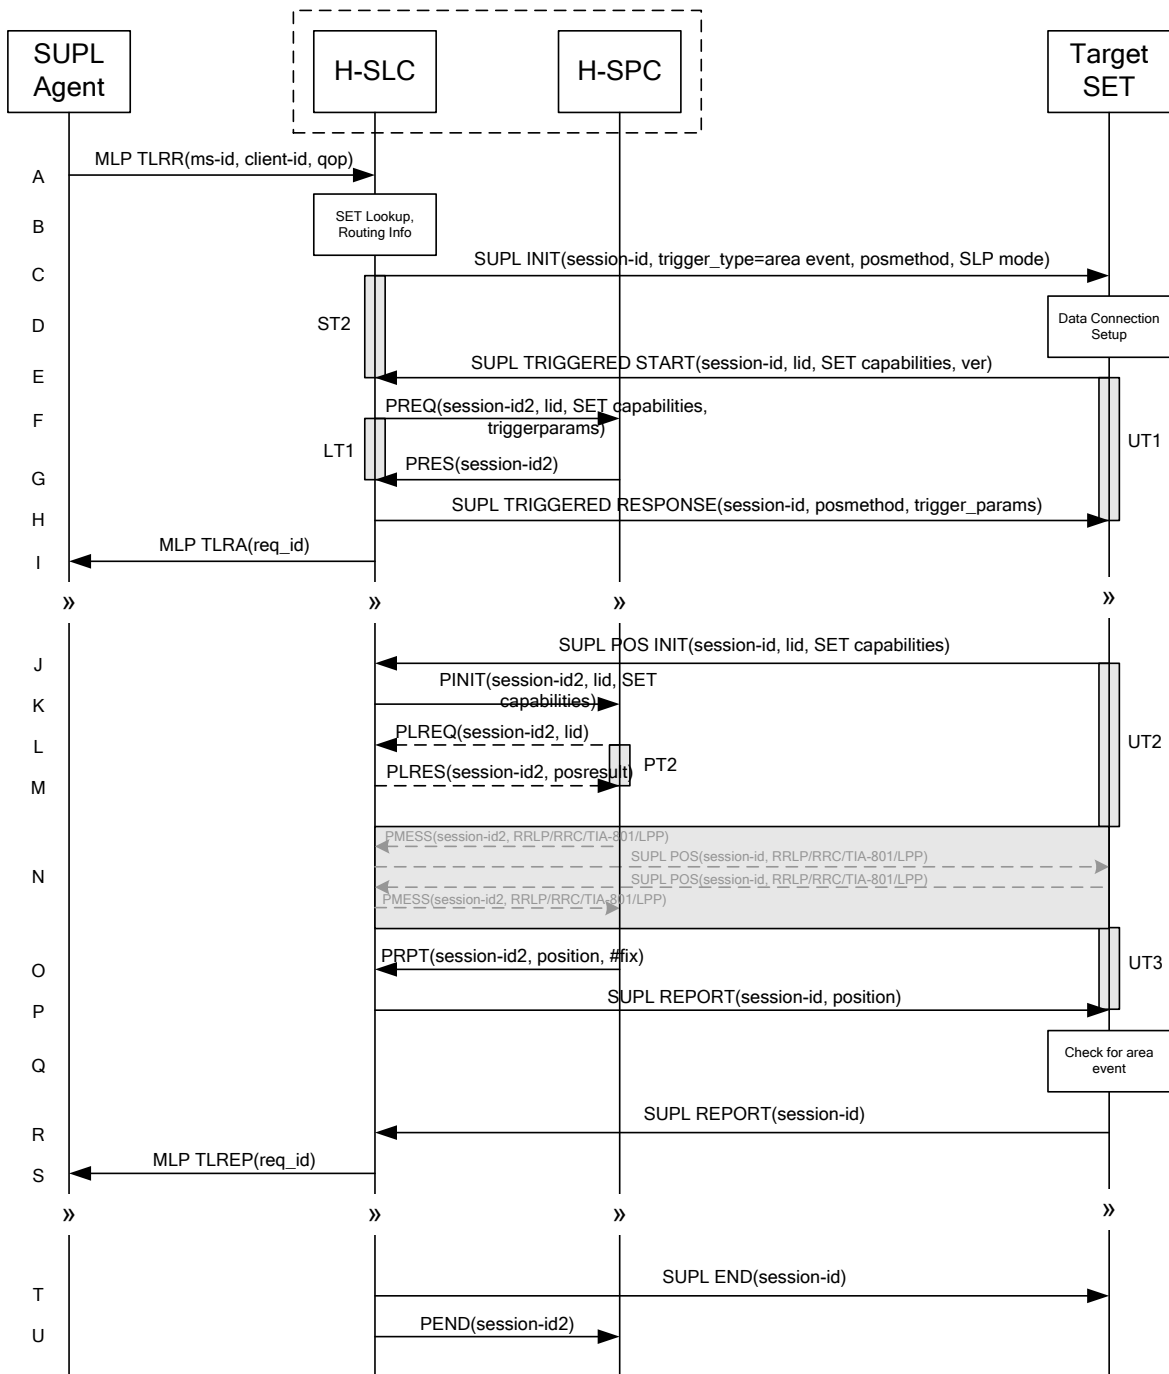 SUPL
Agent
H-SLC
H-SPC
Target
SET
A
MLP TLRR(ms-id, client-id, qop)
B
SET Lookup,
Routing Info
C
SUPL INIT(session-id, trigger_type=area event, posmethod, SLP mode)
D
ST2
Data Connection
Setup
E
SUPL TRIGGERED START(session-id, lid, SET capabilities, ver)
F
PREQ(session-id2, lid, SET capabilities,
triggerparams)
LT1
UT1
G
PRES(session-id2)
H
SUPL TRIGGERED RESPONSE(session-id, posmethod, trigger_params)
I
MLP TLRA(req_id)
»
»
»
»
J
SUPL POS INIT(session-id, lid, SET capabilities)
K
PINIT(session-id2, lid, SET
capabilities)
L
PLREQ(session-id2, lid)
PT2
UT2
M
PLRES(session-id2, posresult)
N
PMESS(session-id2, RRLP/RRC/TIA-801/LPP)
SUPL POS(session-id, RRLP/RRC/TIA-801/LPP)
SUPL POS(session-id, RRLP/RRC/TIA-801/LPP)
PMESS(session-id2, RRLP/RRC/TIA-801/LPP)
O
PRPT(session-id2, position, #fix)
UT3
P
SUPL REPORT(session-id, position)
Q
Check for area
event
R
SUPL REPORT(session-id)
S
MLP TLREP(req_id)
»
»
»
»
T
SUPL END(session-id)
U
PEND(session-id2)